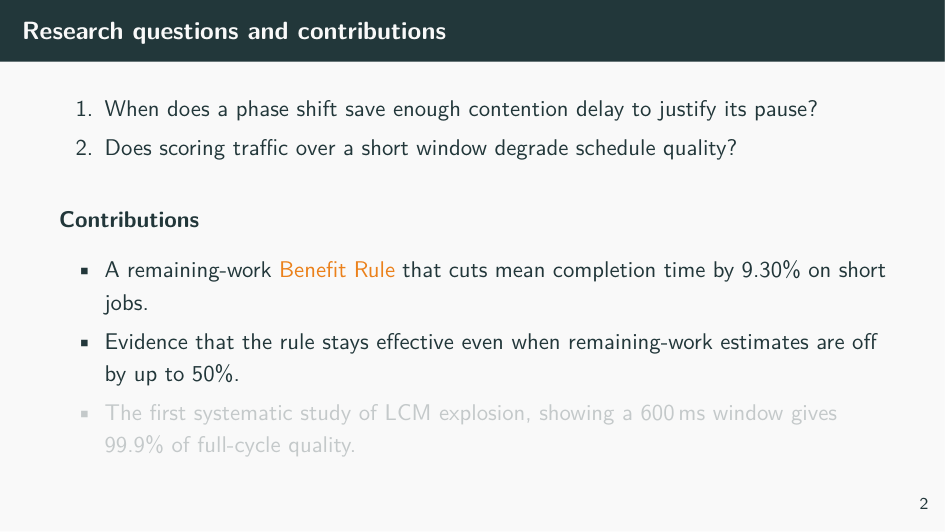 Research questions and contributions
1. When does a phase shift save enough contention delay to justify its pause?
2. Does scoring traffic over a short window degrade schedule quality?
Contributions
▪ A remaining-work Benefit Rule that cuts mean completion time by 9.30% on short
jobs.
▪ Evidence that the rule stays effective even when remaining-work estimates are off
by up to 50%.
▪ The first systematic study of LCM explosion, showing a 600 ms window gives
99.9% of full-cycle quality.
2